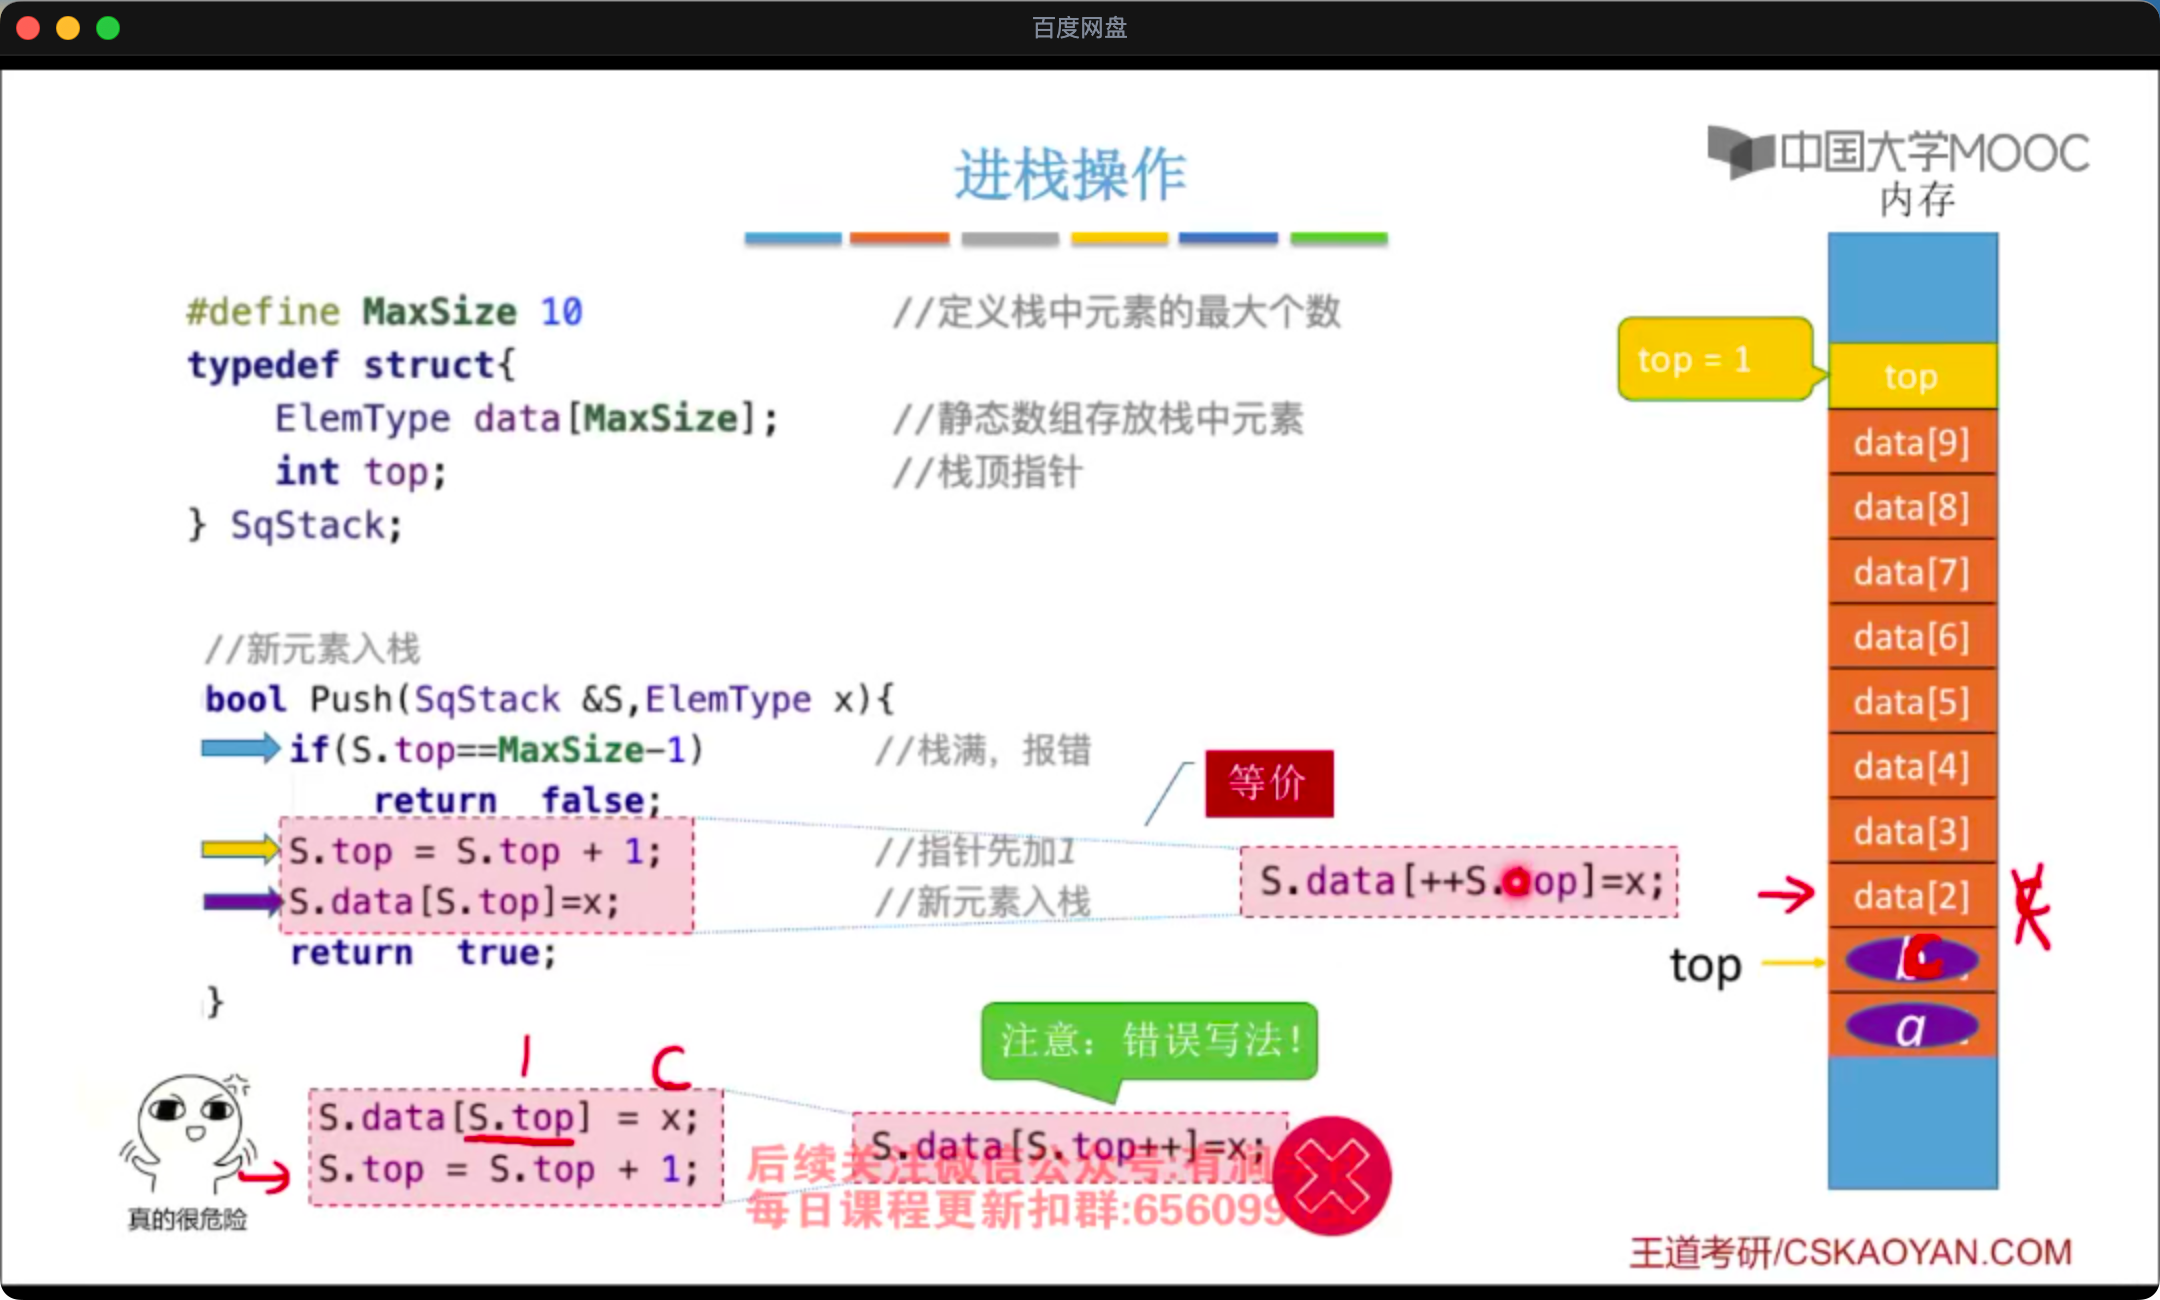 百度网盘
中国大学MOOC
进栈操作
内存
#define MaxSize 10 //定义栈中元素的最大个数
typedef struct{
ElemType data[MaxSize]; //静态数组存放栈中元素
int top; //栈顶指针
} SqStack;
//新元素入栈
bool Push(SqStack &S,ElemType x){
if(S.top==MaxSize-1) //栈满，报错
return false;
S.top = S.top + 1; //指针先加1
S.data[S.top]=x; //新元素入栈
return true;
}
等价
S.data[++S.top]=x;
1 C
S.data[S.top] = x;
S.top = S.top + 1;
真的很危险
注意：错误写法！
S.data[S.top++]=x;
后续关注微信公众号:有涧
每日课程更新扣群:656099
top = 1
top
data[9]
data[8]
data[7]
data[6]
data[5]
data[4]
data[3]
data[2]
top
b c
a
王道考研/CSKAOYAN.COM